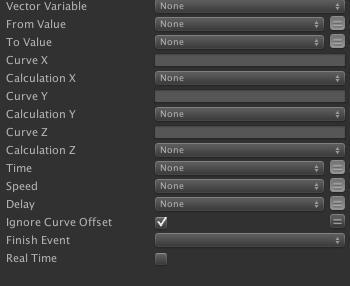 Vector Variable None
From Value None
To Value None
Curve X
Calculation X None
Curve Y
Calculation Y None
Curve Z
Calculation Z None
Time None
Speed None
Delay None
Ignore Curve Offset
Finish Event
Real Time